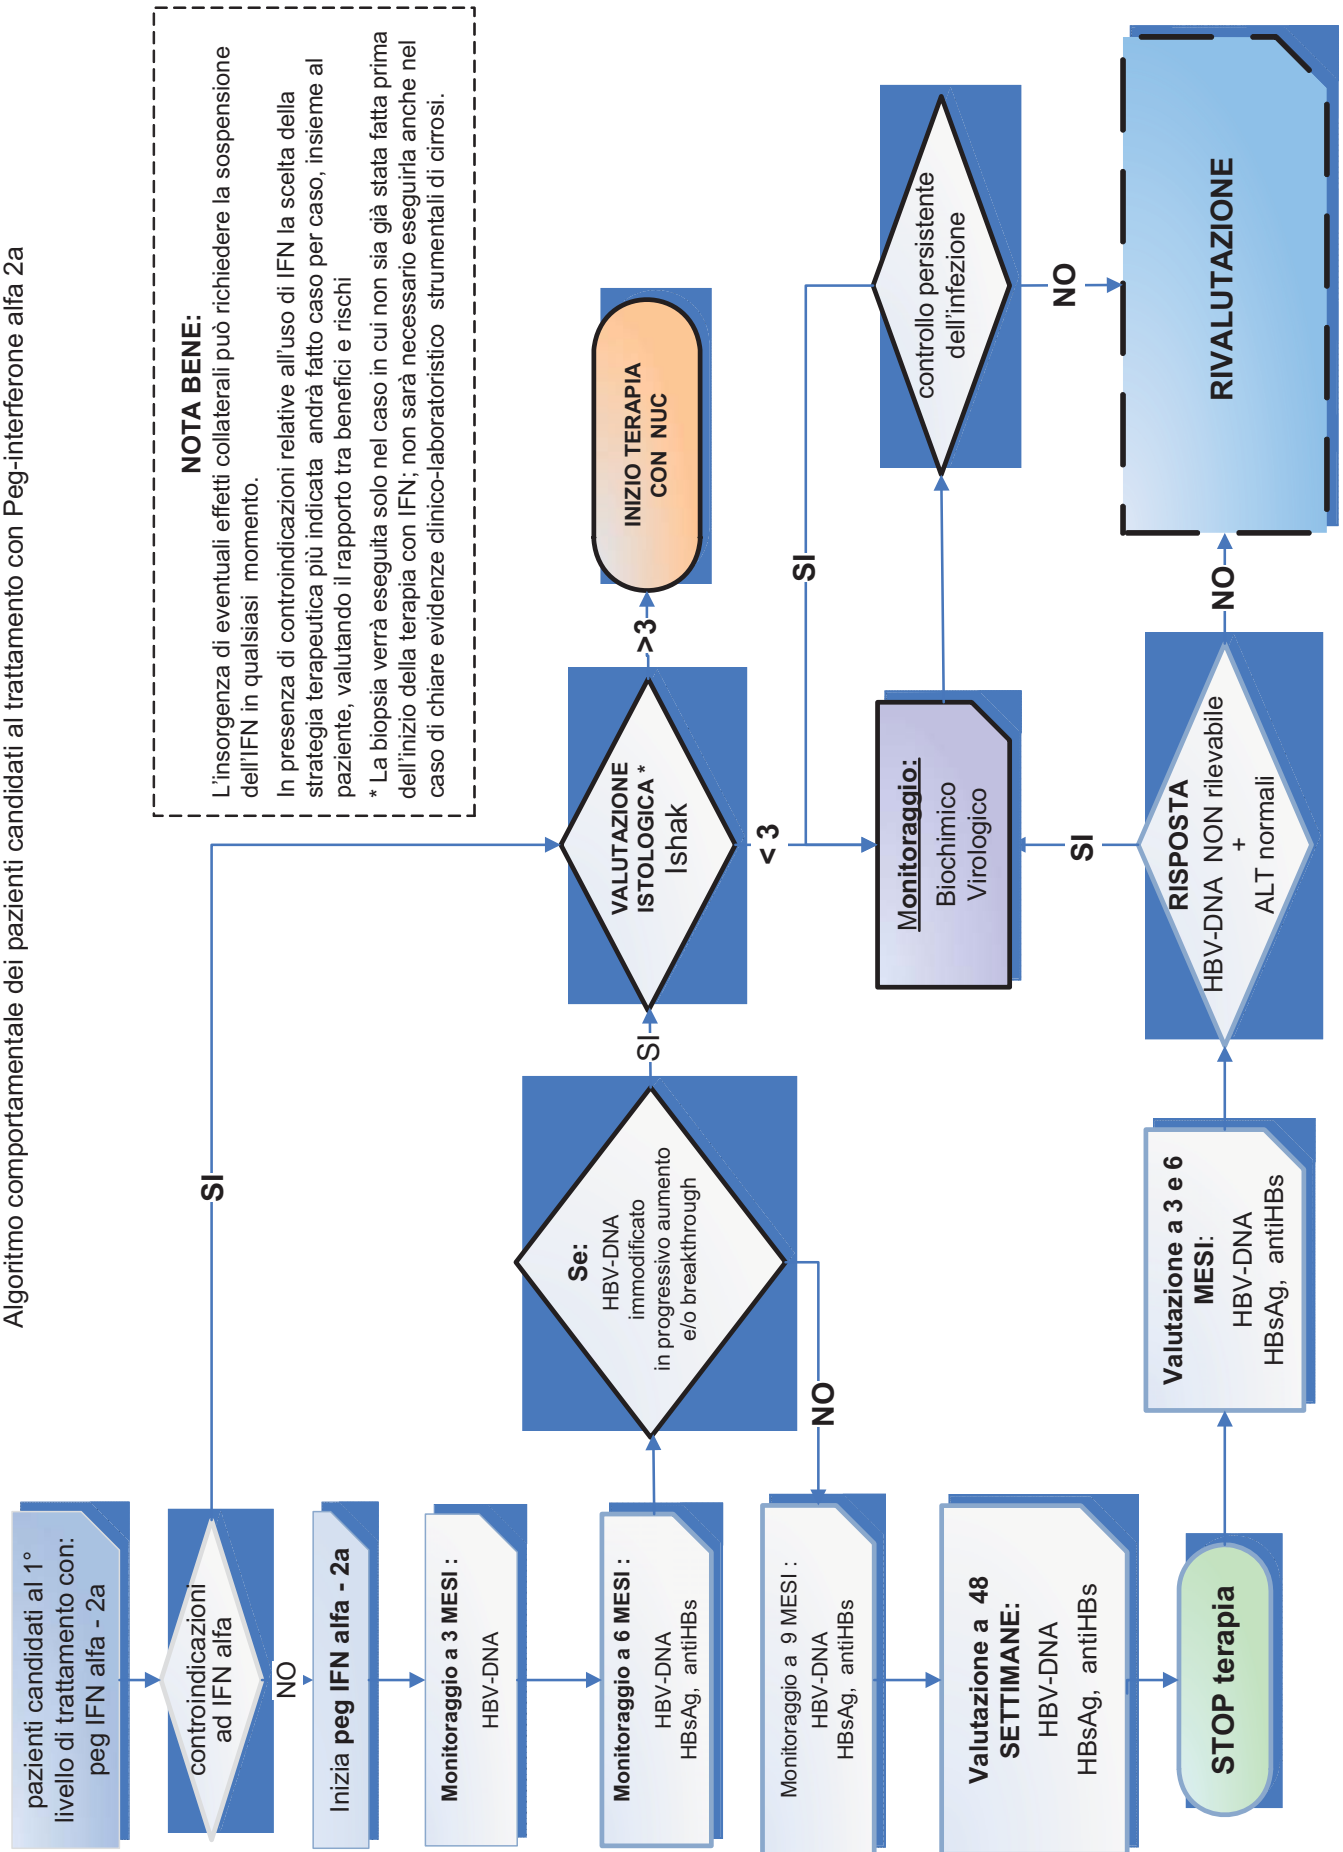 Algoritmo comportamentale dei pazienti candidati al trattamento con Peg-interferone alfa 2a
pazienti candidati al 1°
livello di trattamento con:
peg IFN alfa - 2a
controindicazioni
ad IFN alfa
SI
NO
Inizia peg IFN alfa - 2a
Monitoraggio a 3 MESI :
HBV-DNA
Monitoraggio a 6 MESI :
HBV-DNA
HBsAg, antiHBs
Se:
HBV-DNA
immodificato
in progressivo aumento
e/o breakthrough
SI
NO
VALUTAZIONE
ISTOLOGICA *
Ishak
>3
< 3
INIZIO TERAPIA
CON NUC
NOTA BENE:
L'insorgenza di eventuali effetti collaterali può richiedere la sospensione
dell'IFN in qualsiasi momento.
In presenza di controindicazioni relative all'uso di IFN la scelta della
strategia terapeutica più indicata andrà fatto caso per caso, insieme al
paziente, valutando il rapporto tra benefici e rischi
* La biopsia verrà eseguita solo nel caso in cui non sia già stata fatta prima
dell'inizio della terapia con IFN; non sarà necessario eseguirla anche nel
caso di chiare evidenze clinico-laboratoristico strumentali di cirrosi.
Monitoraggio a 9 MESI :
HBV-DNA
HBsAg, antiHBs
Valutazione a 48
SETTIMANE:
HBV-DNA
HBsAg, antiHBs
STOP terapia
Valutazione a 3 e 6
MESI:
HBV-DNA
HBsAg, antiHBs
RISPOSTA
HBV-DNA NON rilevabile
+
ALT normali
SI
NO
Monitoraggio:
Biochimico
Virologico
SI
controllo persistente
dell'infezione
NO
RIVALUTAZIONE